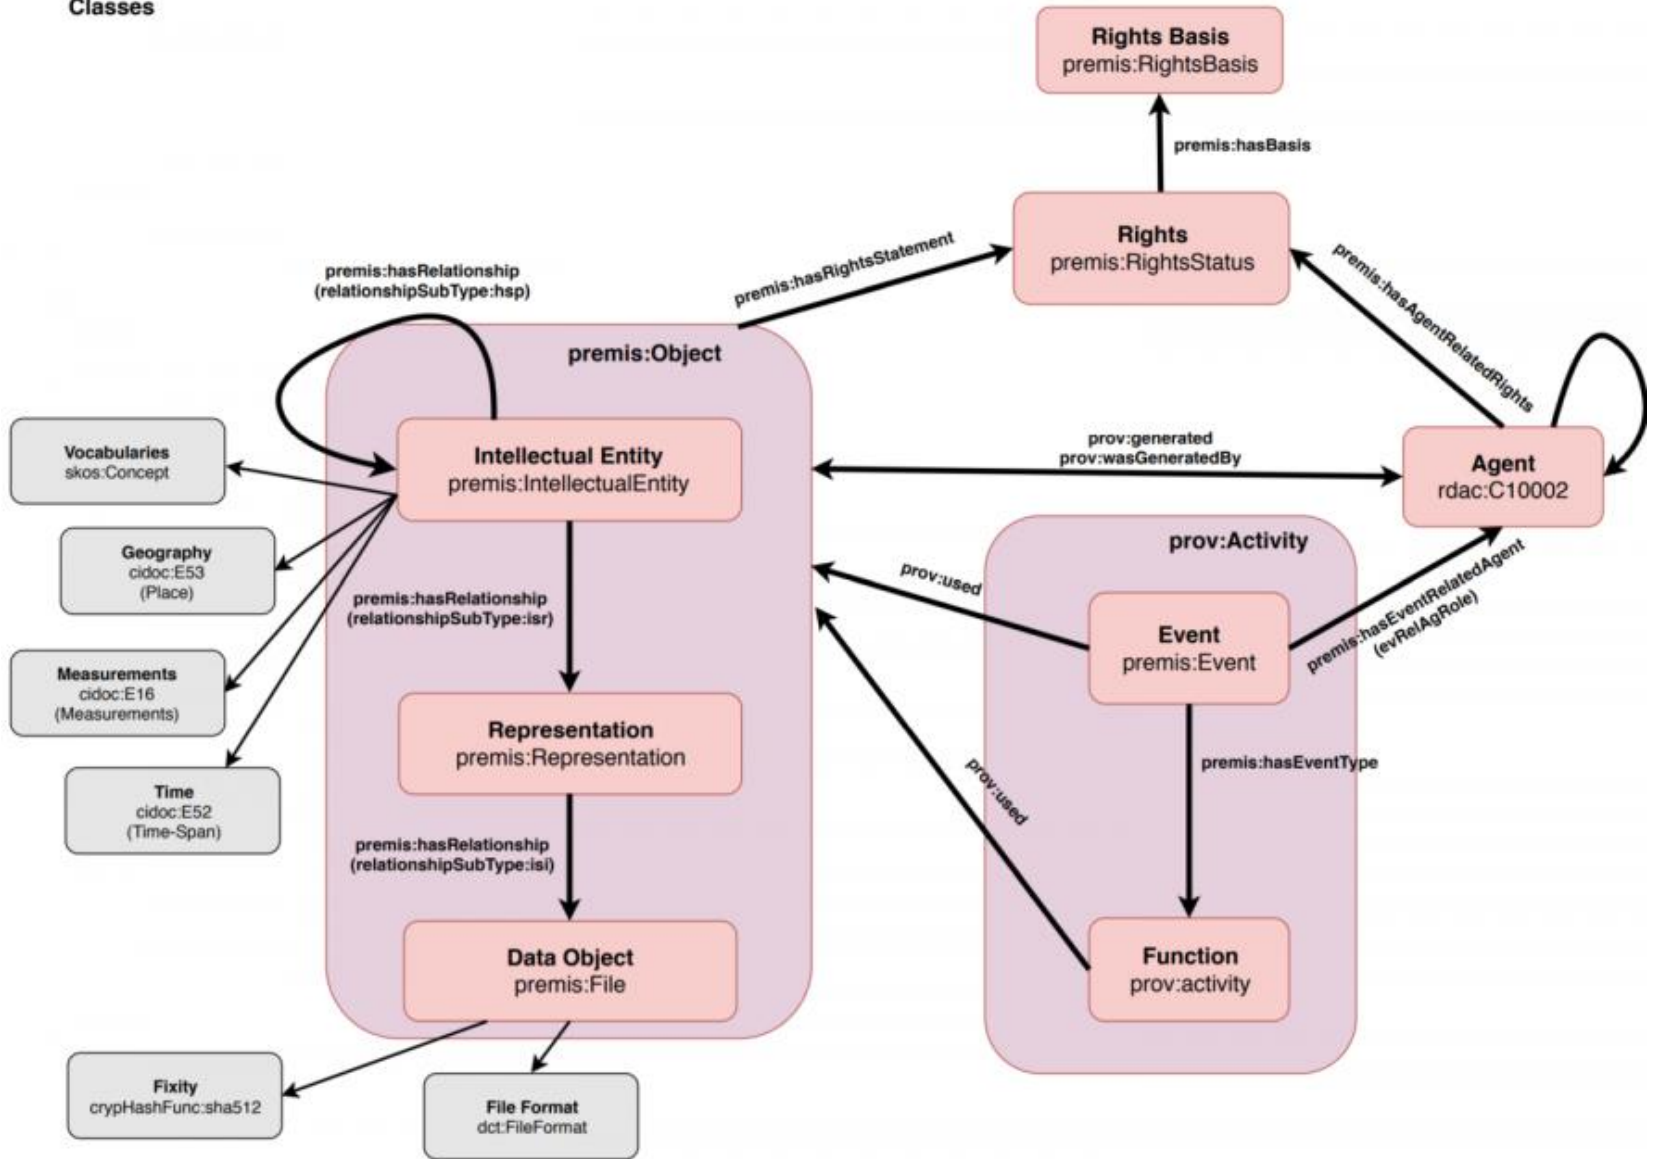 Classes
Rights Basis
premis:RightsBasis
premis:hasBasis
Rights
premis:RightsStatus
premis:hasRightsStatement
premis:hasAgentRelatedRights
premis:hasRelationship
(relationshipSubType:hsp)
premis:Object
Intellectual Entity
premis:IntellectualEntity
prov:generated
prov:wasGeneratedBy
Agent
rdac:C10002
Vocabularies
skos:Concept
Geography
cidoc:E53
(Place)
Measurements
cidoc:E16
(Measurements)
Time
cidoc:E52
(Time-Span)
premis:hasRelationship
(relationshipSubType:isr)
Representation
premis:Representation
premis:hasRelationship
(relationshipSubType:isi)
Data Object
premis:File
prov:Activity
prov:used
Event
premis:Event
premis:hasEventRelatedAgent
(evRelAgRole)
premis:hasEventType
prov:used
Function
prov:activity
Fixity
crypHashFunc:sha512
File Format
dct:FileFormat